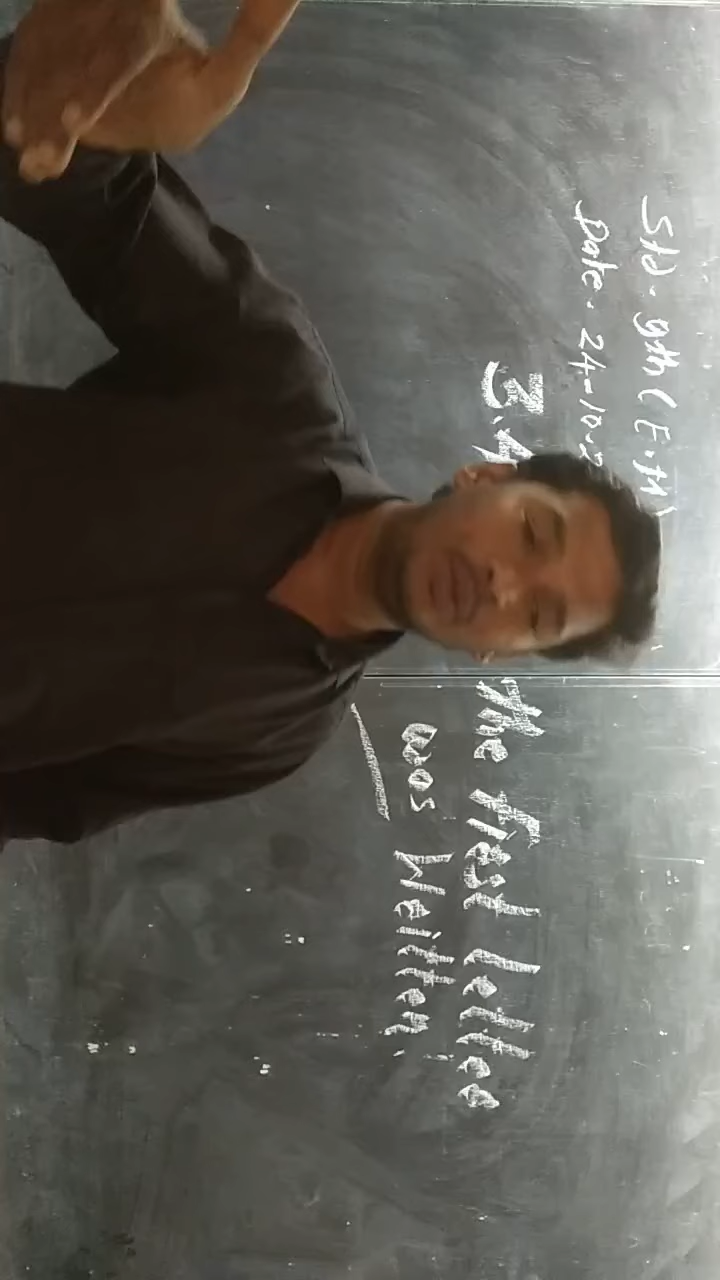 Std. 9th (E.M)
Date. 24-10-2
3.4
The first letter
was Written.